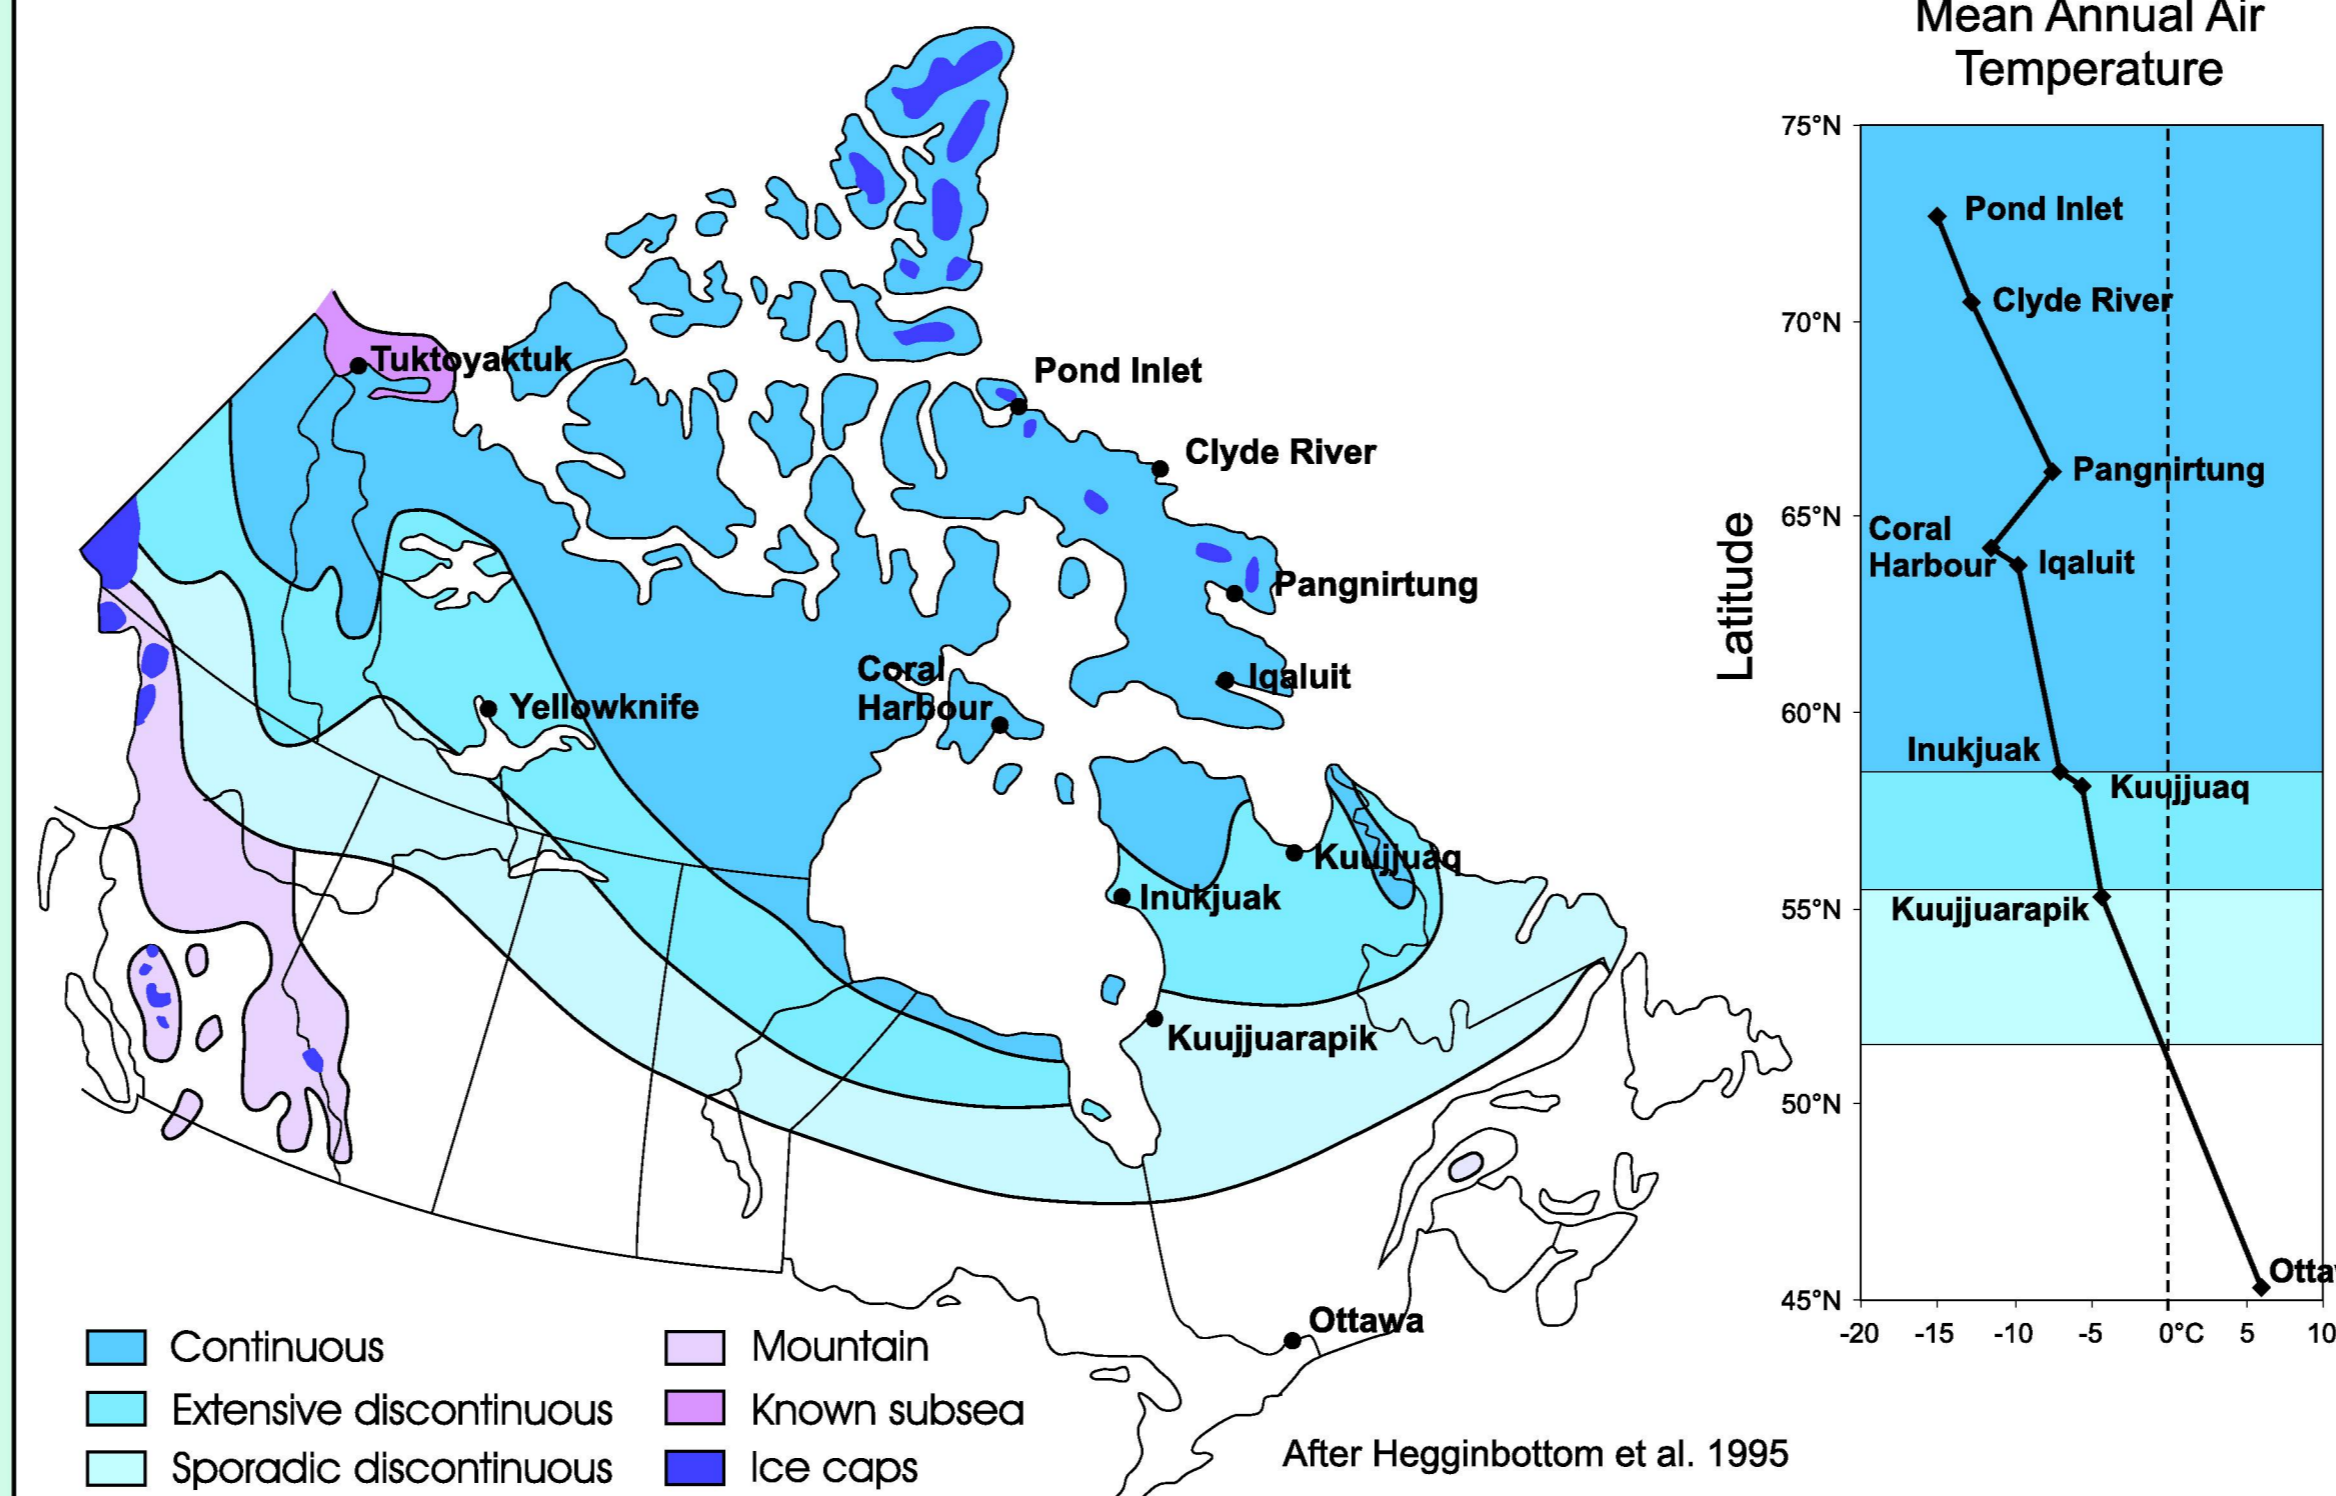 Tuktoyaktuk
Pond Inlet
Clyde River
Pangnirtung
Coral
Harbour
Iqaluit
Yellowknife
Kuujjuaq
Inukjuak
Kuujjuarapik
Ottawa
Continuous
Extensive discontinuous
Sporadic discontinuous
Mountain
Known subsea
Ice caps
After Hegginbottom et al. 1995
Mean Annual Air
Temperature
Latitude
75°N
70°N
65°N
60°N
55°N
50°N
45°N
Pond Inlet
Clyde River
Pangnirtung
Coral
Harbour
Iqaluit
Inukjuak
Kuujjuaq
Kuujjuarapik
-20 -15 -10 -5 0°C 5 10